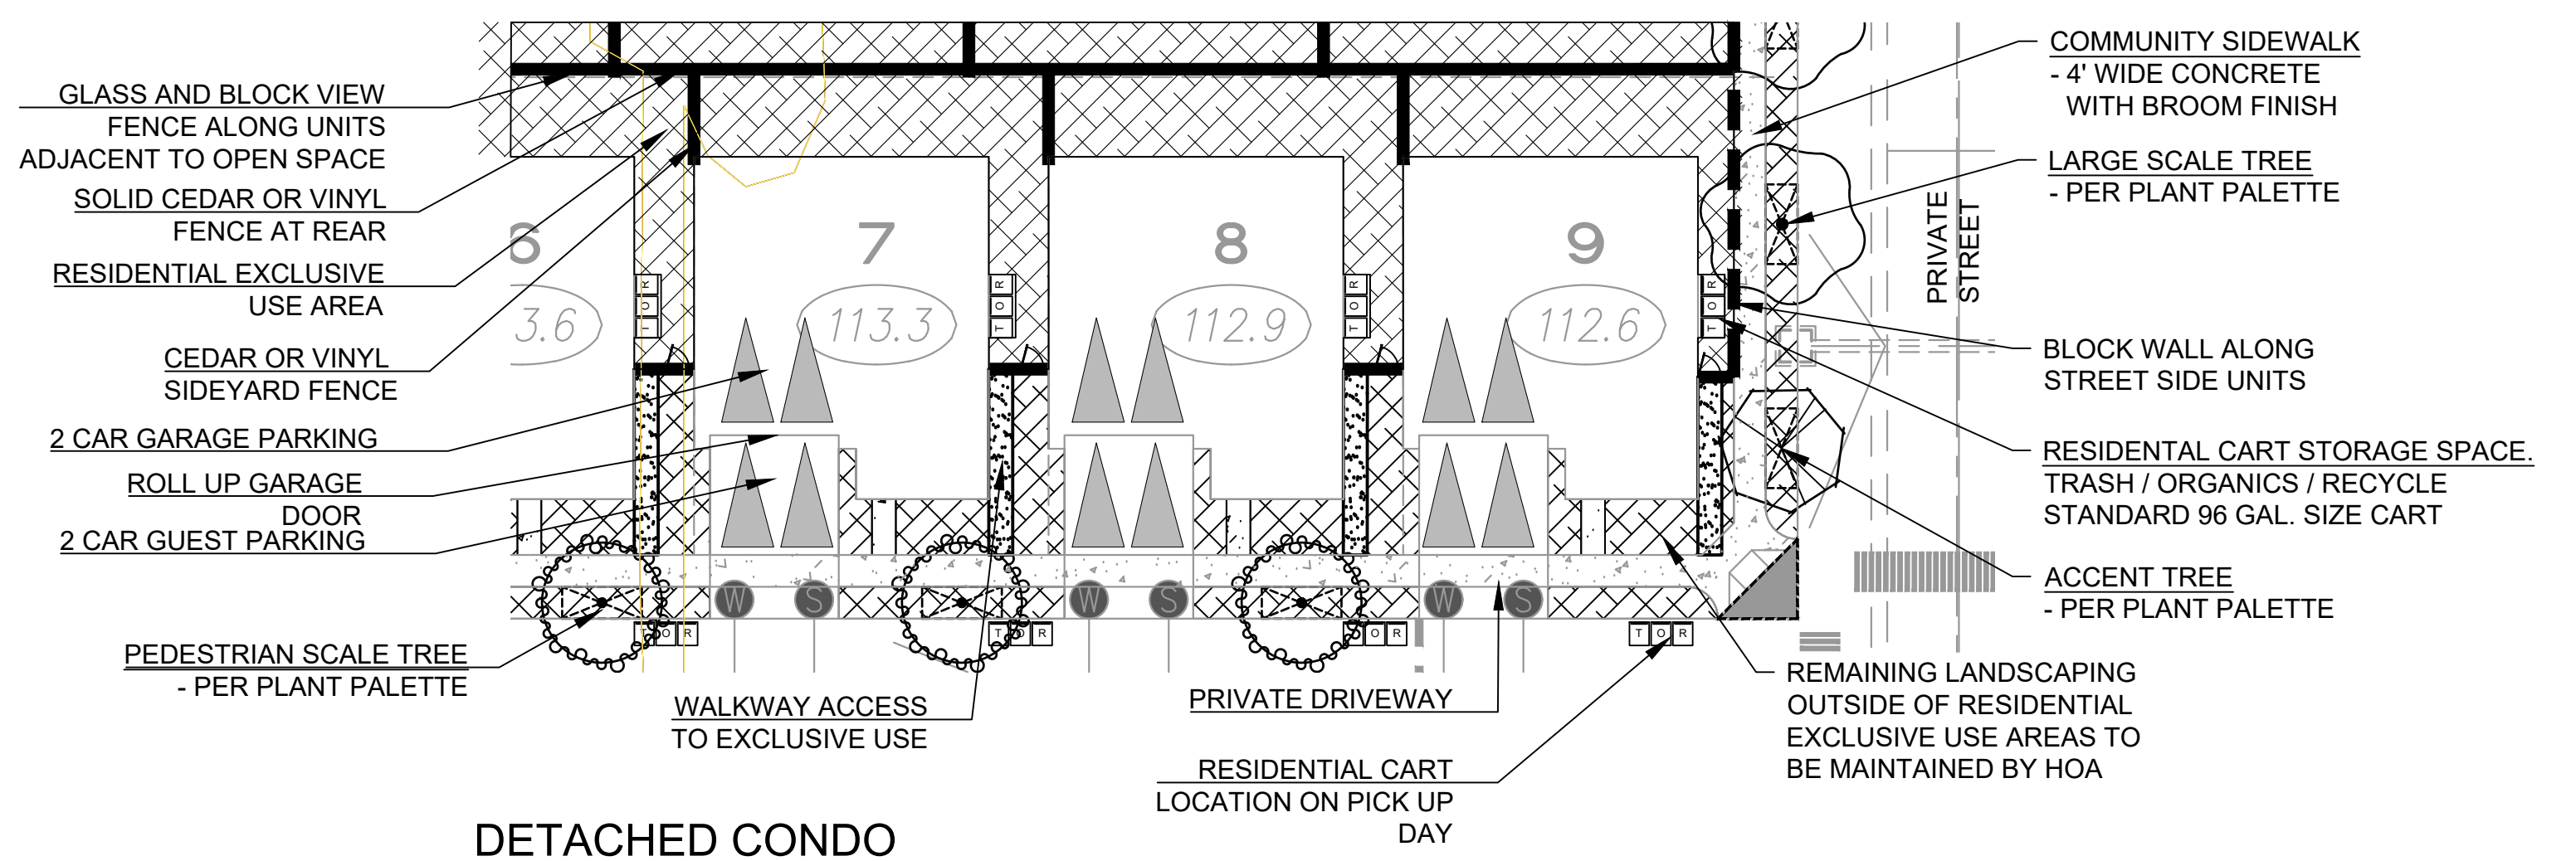 GLASS AND BLOCK VIEW
FENCE ALONG UNITS
ADJACENT TO OPEN SPACE
SOLID CEDAR OR VINYL
FENCE AT REAR
RESIDENTIAL EXCLUSIVE
USE AREA
CEDAR OR VINYL
SIDEYARD FENCE
2 CAR GARAGE PARKING
ROLL UP GARAGE
DOOR
2 CAR GUEST PARKING
PEDESTRIAN SCALE TREE
- PER PLANT PALETTE
6
7
8
9
3.6
113.3
112.9
112.6
T O R
T O R
T O R
T O R
W S
W S
W S
T O R
T O R
T O R
T O R
WALKWAY ACCESS
TO EXCLUSIVE USE
PRIVATE DRIVEWAY
RESIDENTIAL CART
LOCATION ON PICK UP
DAY
PRIVATE
STREET
COMMUNITY SIDEWALK
- 4' WIDE CONCRETE
WITH BROOM FINISH
LARGE SCALE TREE
- PER PLANT PALETTE
BLOCK WALL ALONG
STREET SIDE UNITS
RESIDENTAL CART STORAGE SPACE.
TRASH / ORGANICS / RECYCLE
STANDARD 96 GAL. SIZE CART
ACCENT TREE
- PER PLANT PALETTE
REMAINING LANDSCAPING
OUTSIDE OF RESIDENTIAL
EXCLUSIVE USE AREAS TO
BE MAINTAINED BY HOA
DETACHED CONDO